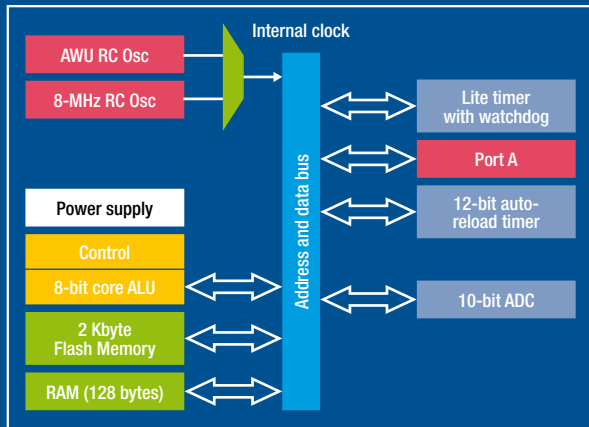 Internal clock
AWU RC Osc
8-MHz RC Osc
Power supply
Control
8-bit core ALU
2 Kbyte
Flash Memory
RAM (128 bytes)
Address and data bus
Lite timer
with watchdog
Port A
12-bit auto-
reload timer
10-bit ADC